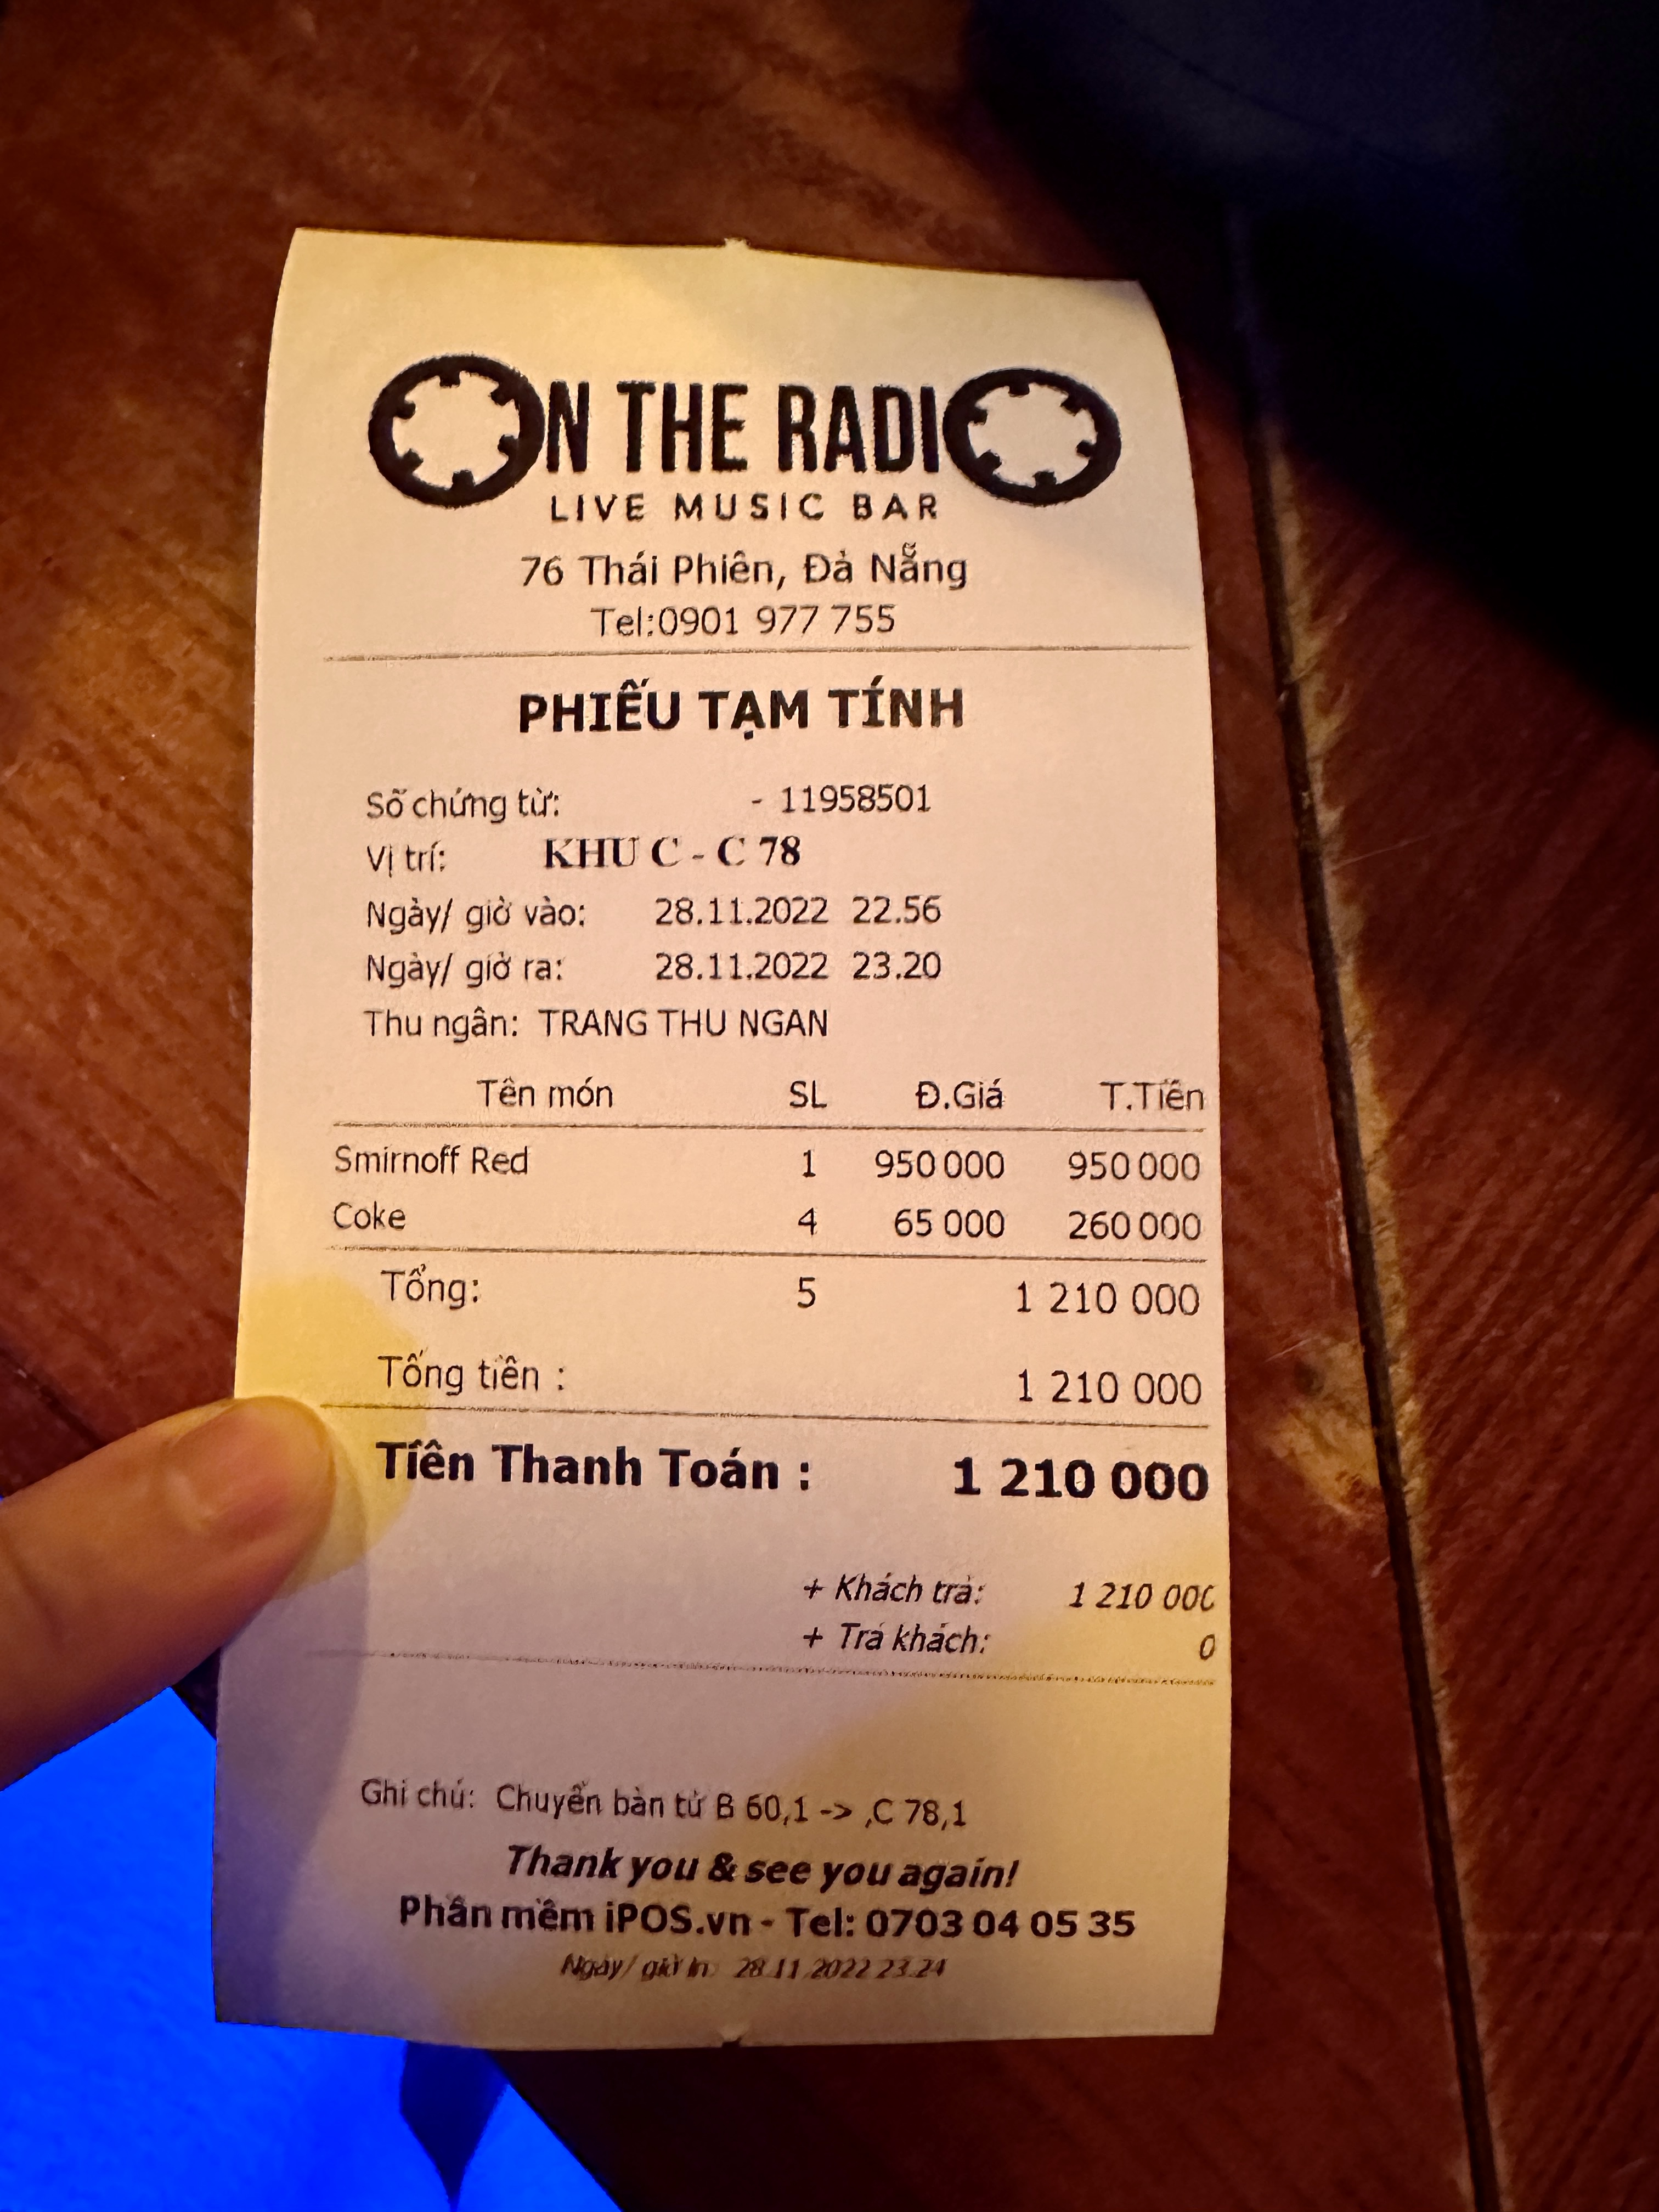 ON THE RADIO
LIVE MUSIC BAR
76 Thái Phiên, Đà Nẵng
Tel:0901 977 755
PHIẾU TẠM TÍNH
Số chứng từ: - 11958501
Vị trí: KHU C - C 78
Ngày/ giờ vào: 28.11.2022 22.56
Ngày/ giờ ra: 28.11.2022 23.20
Thu ngân: TRANG THU NGAN
Tên món SL Đ.Giá T.Tiền
Smirnoff Red 1 950 000 950 000
Coke 4 65 000 260 000
Tổng: 5 1 210 000
Tổng tiền : 1 210 000
Tiền Thanh Toán : 1 210 000
+ Khách trả: 1 210 000
+ Trả khách: 0
Ghi chú: Chuyển bàn từ B 60,1 -> ,C 78,1
Thank you & see you again!
Phần mềm iPOS.vn - Tel: 0703 04 05 35
Ngày/ giờ in: 28.11.2022 23.24